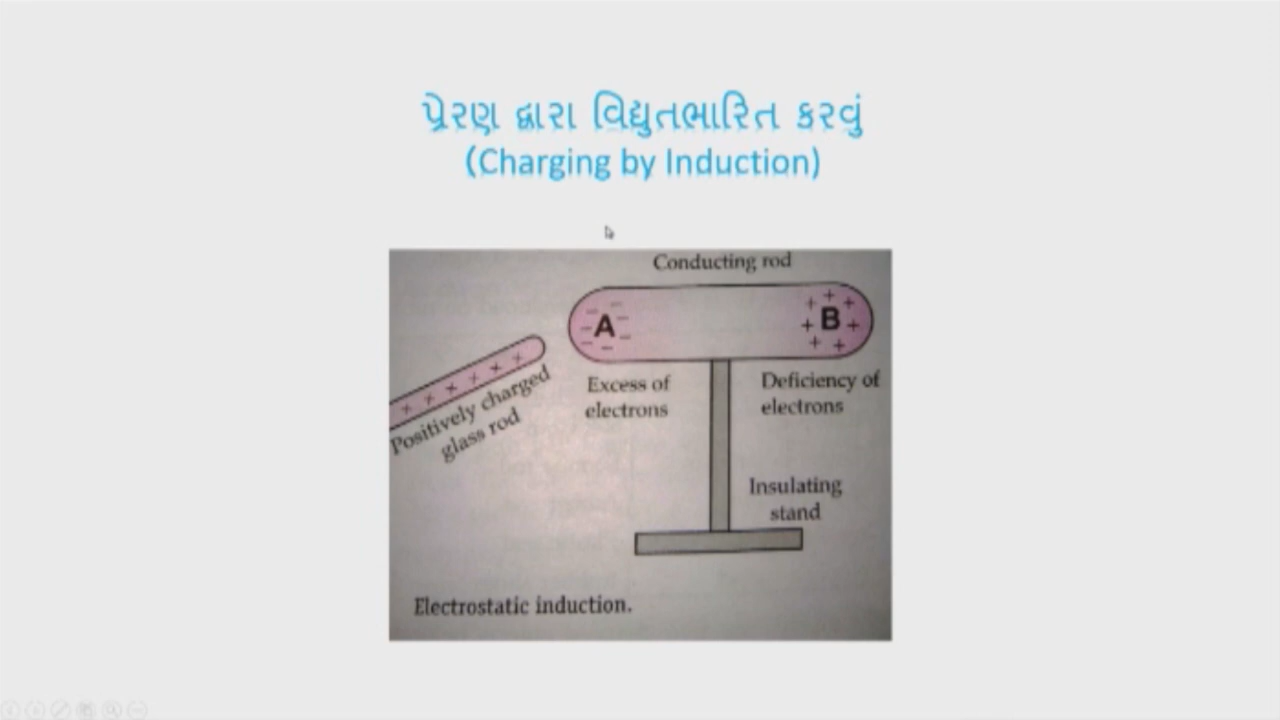 પ્રેરણ દ્વારા વિદ્યુતભારિત કરવું
(Charging by Induction)
Conducting rod
A
B
Positively charged
glass rod
Excess of
electrons
Deficiency of
electrons
Insulating
stand
Electrostatic induction.